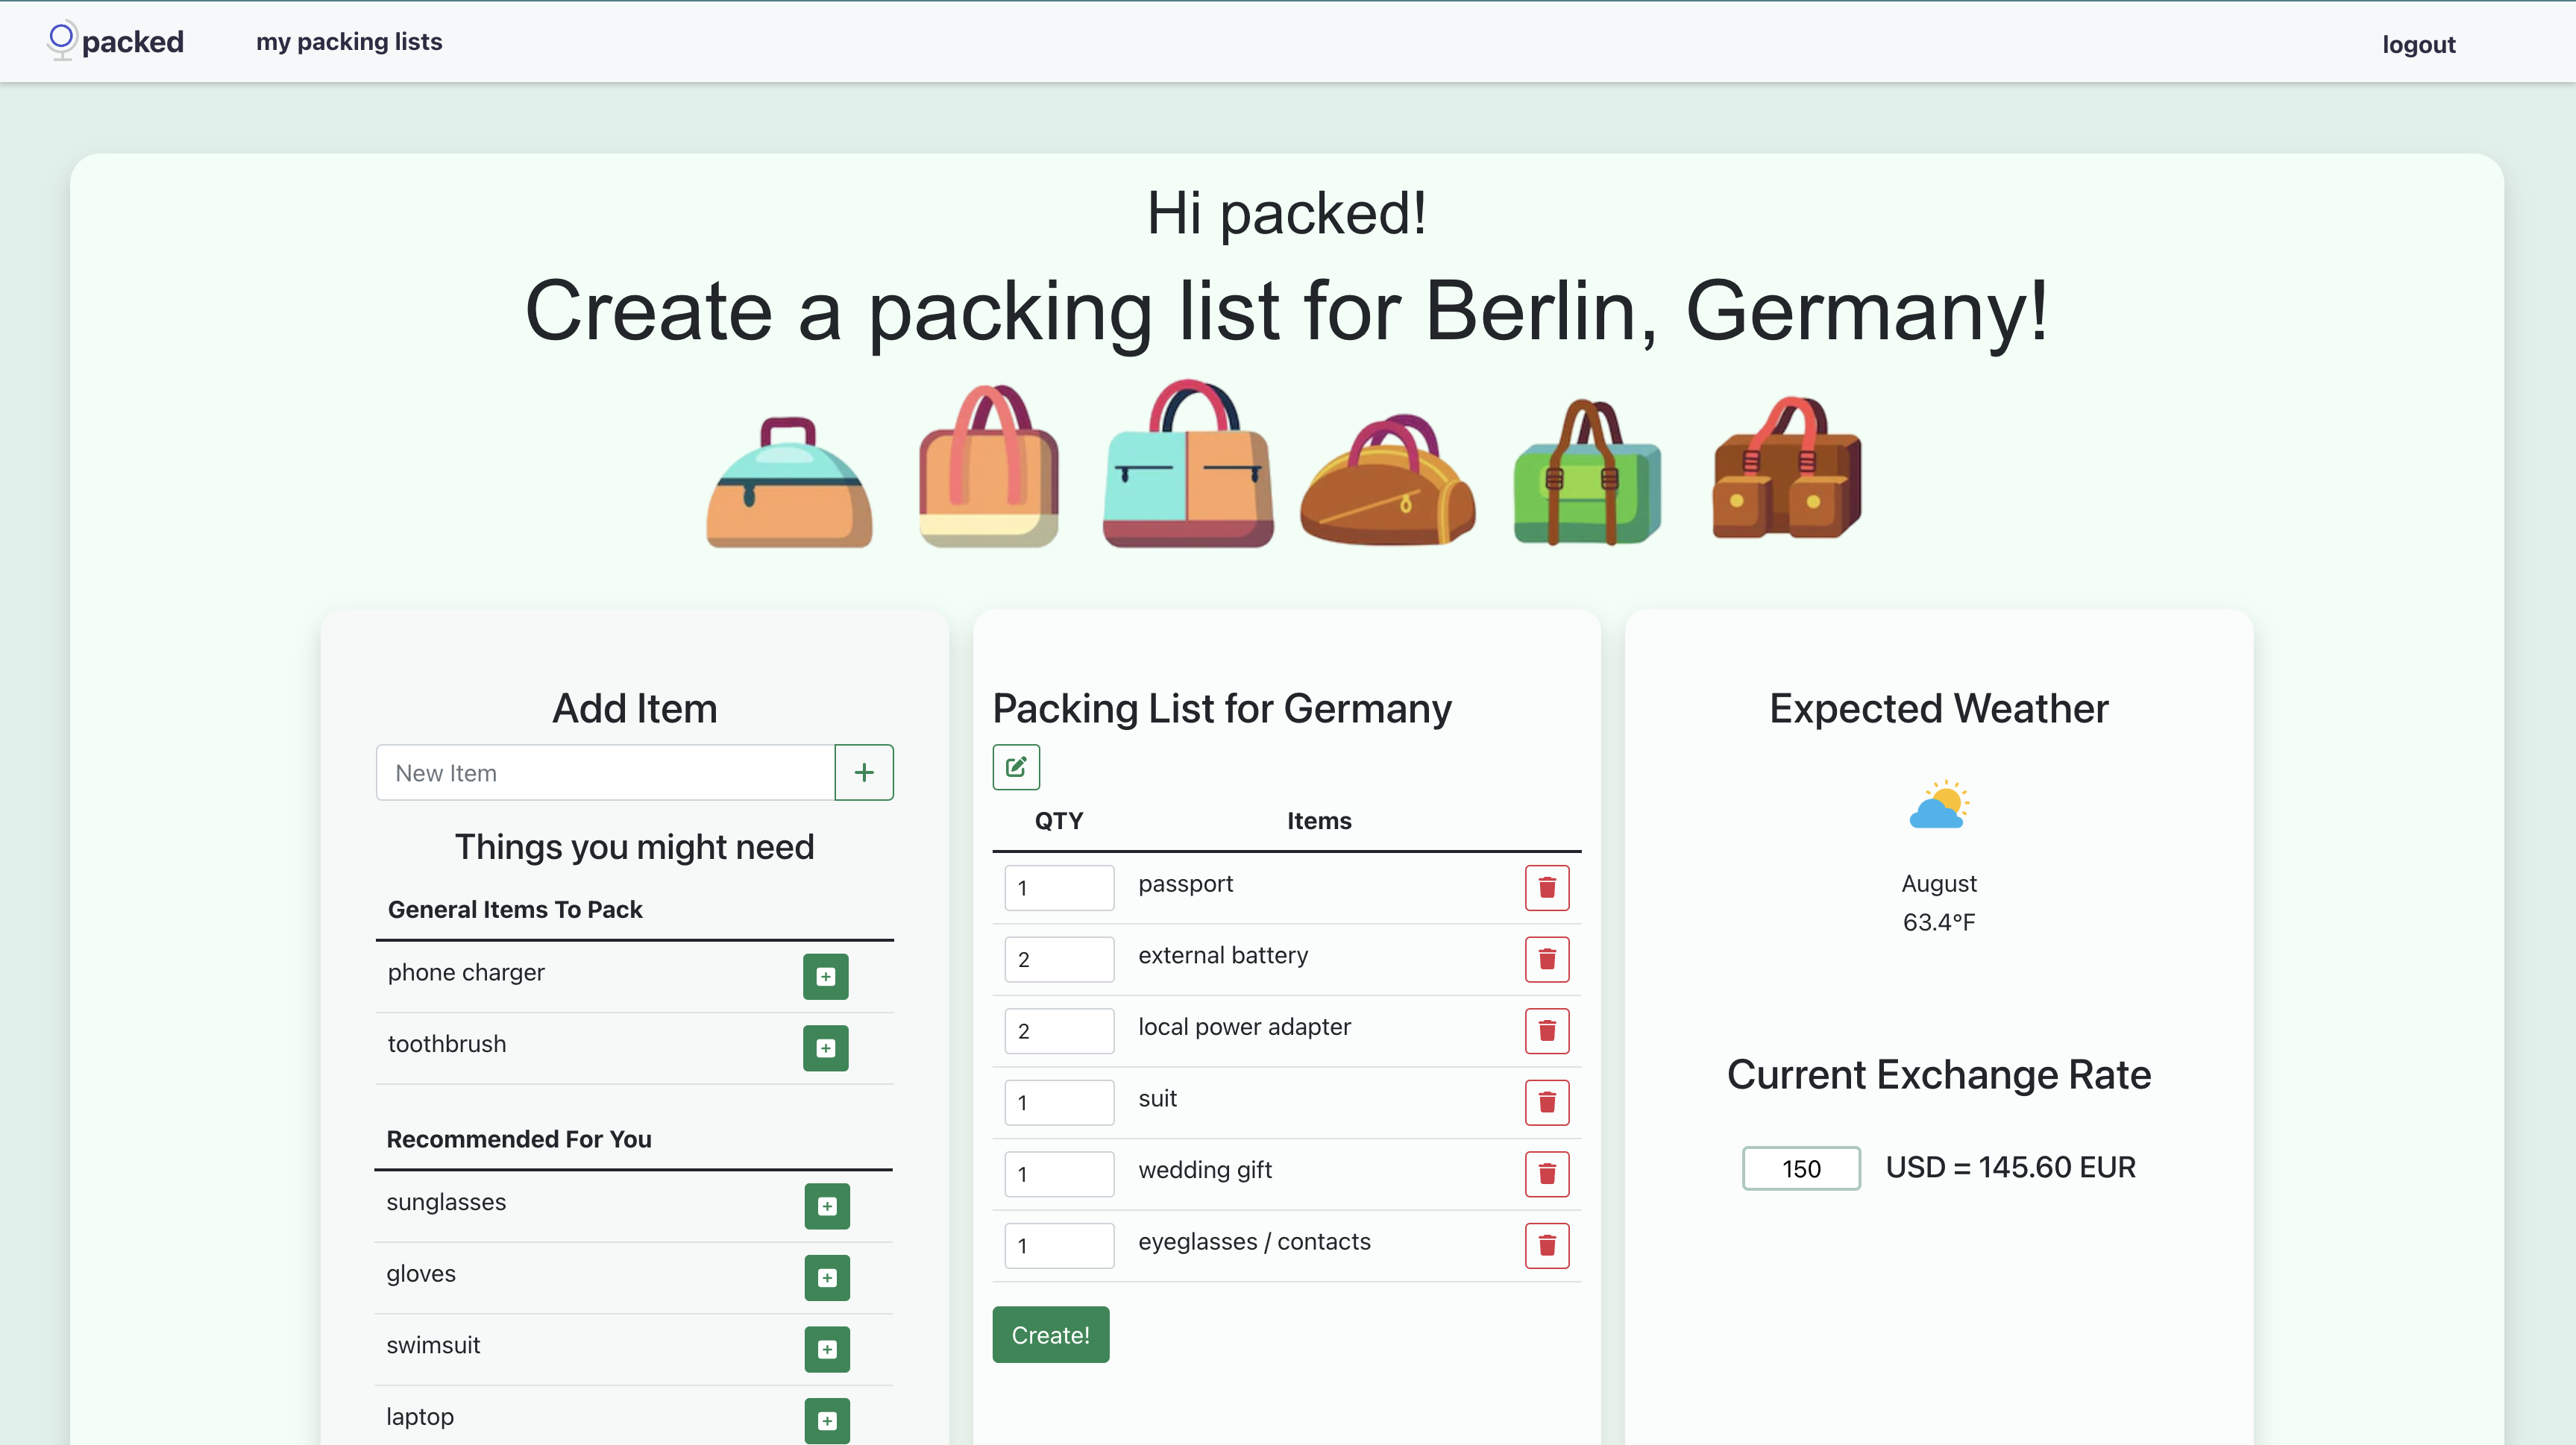 packed
my packing lists
logout
Hi packed!
Create a packing list for Berlin, Germany!
Add Item
New Item
Things you might need
General Items To Pack
phone charger
toothbrush
Recommended For You
sunglasses
gloves
swimsuit
laptop
Packing List for Germany
QTY Items
1 passport
2 external battery
2 local power adapter
1 suit
1 wedding gift
1 eyeglasses / contacts
Create!
Expected Weather
August
63.4°F
Current Exchange Rate
150 USD = 145.60 EUR